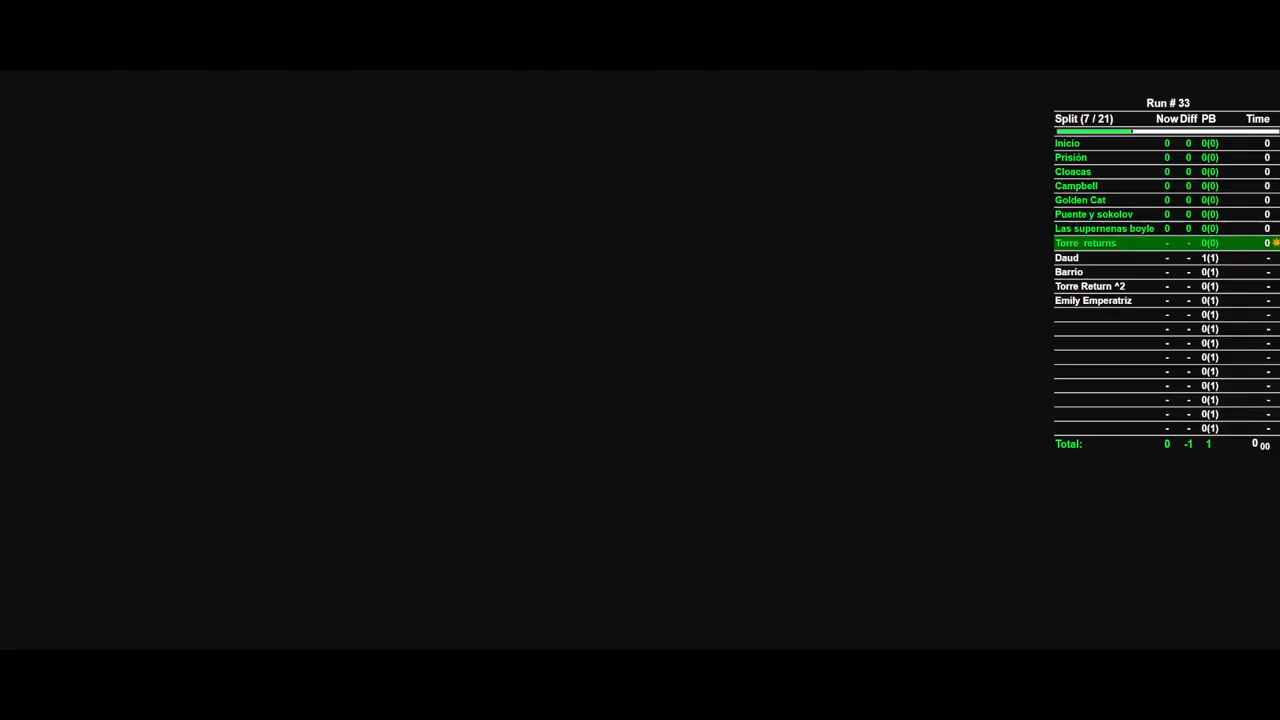 Run # 33
Split (7 / 21) Now Diff PB Time
Inicio 0 0 0(0) 0
Prisión 0 0 0(0) 0
Cloacas 0 0 0(0) 0
Campbell 0 0 0(0) 0
Golden Cat 0 0 0(0) 0
Puente y sokolov 0 0 0(0) 0
Las supernenas boyle 0 0 0(0) 0
Torre returns - - 0(0) 0
Daud - - 1(1) -
Barrio - - 0(1) -
Torre Return ^2 - - 0(1) -
Emily Emperatriz - - 0(1) -
- - 0(1) -
- - 0(1) -
- - 0(1) -
- - 0(1) -
- - 0(1) -
- - 0(1) -
- - 0(1) -
- - 0(1) -
- - 0(1) -
Total: 0 -1 1 0 00